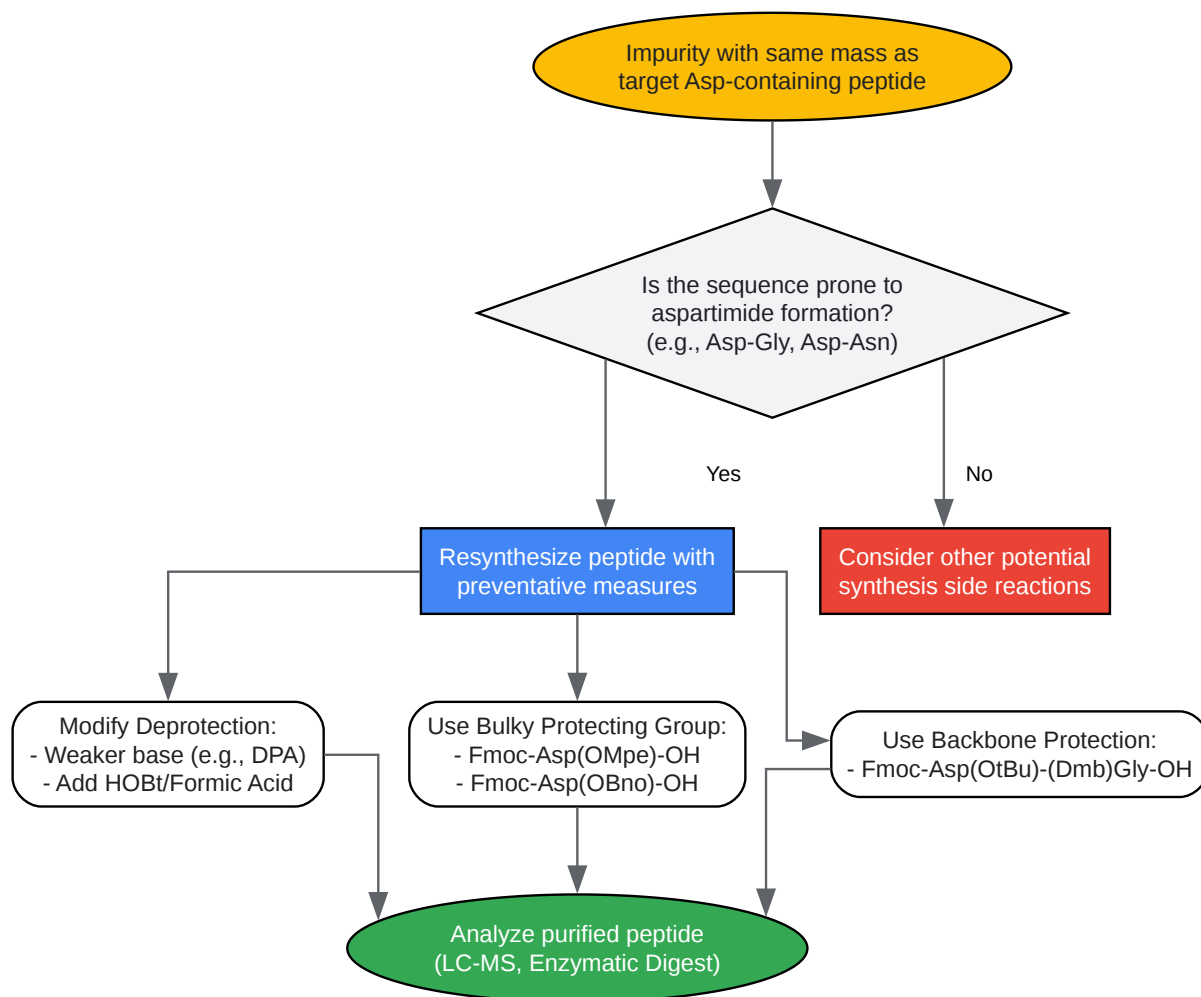 Impurity with same mass as
target Asp-containing peptide
Is the sequence prone to
aspartimide formation?
(e.g., Asp-Gly, Asp-Asn)
Yes
No
Resynthesize peptide with
preventative measures
Consider other potential
synthesis side reactions
Modify Deprotection:
- Weaker base (e.g., DPA)
- Add HOBt/Formic Acid
Use Bulky Protecting Group:
- Fmoc-Asp(OMpe)-OH
- Fmoc-Asp(OBno)-OH
Use Backbone Protection:
- Fmoc-Asp(OtBu)-(Dmb)Gly-OH
Analyze purified peptide
(LC-MS, Enzymatic Digest)